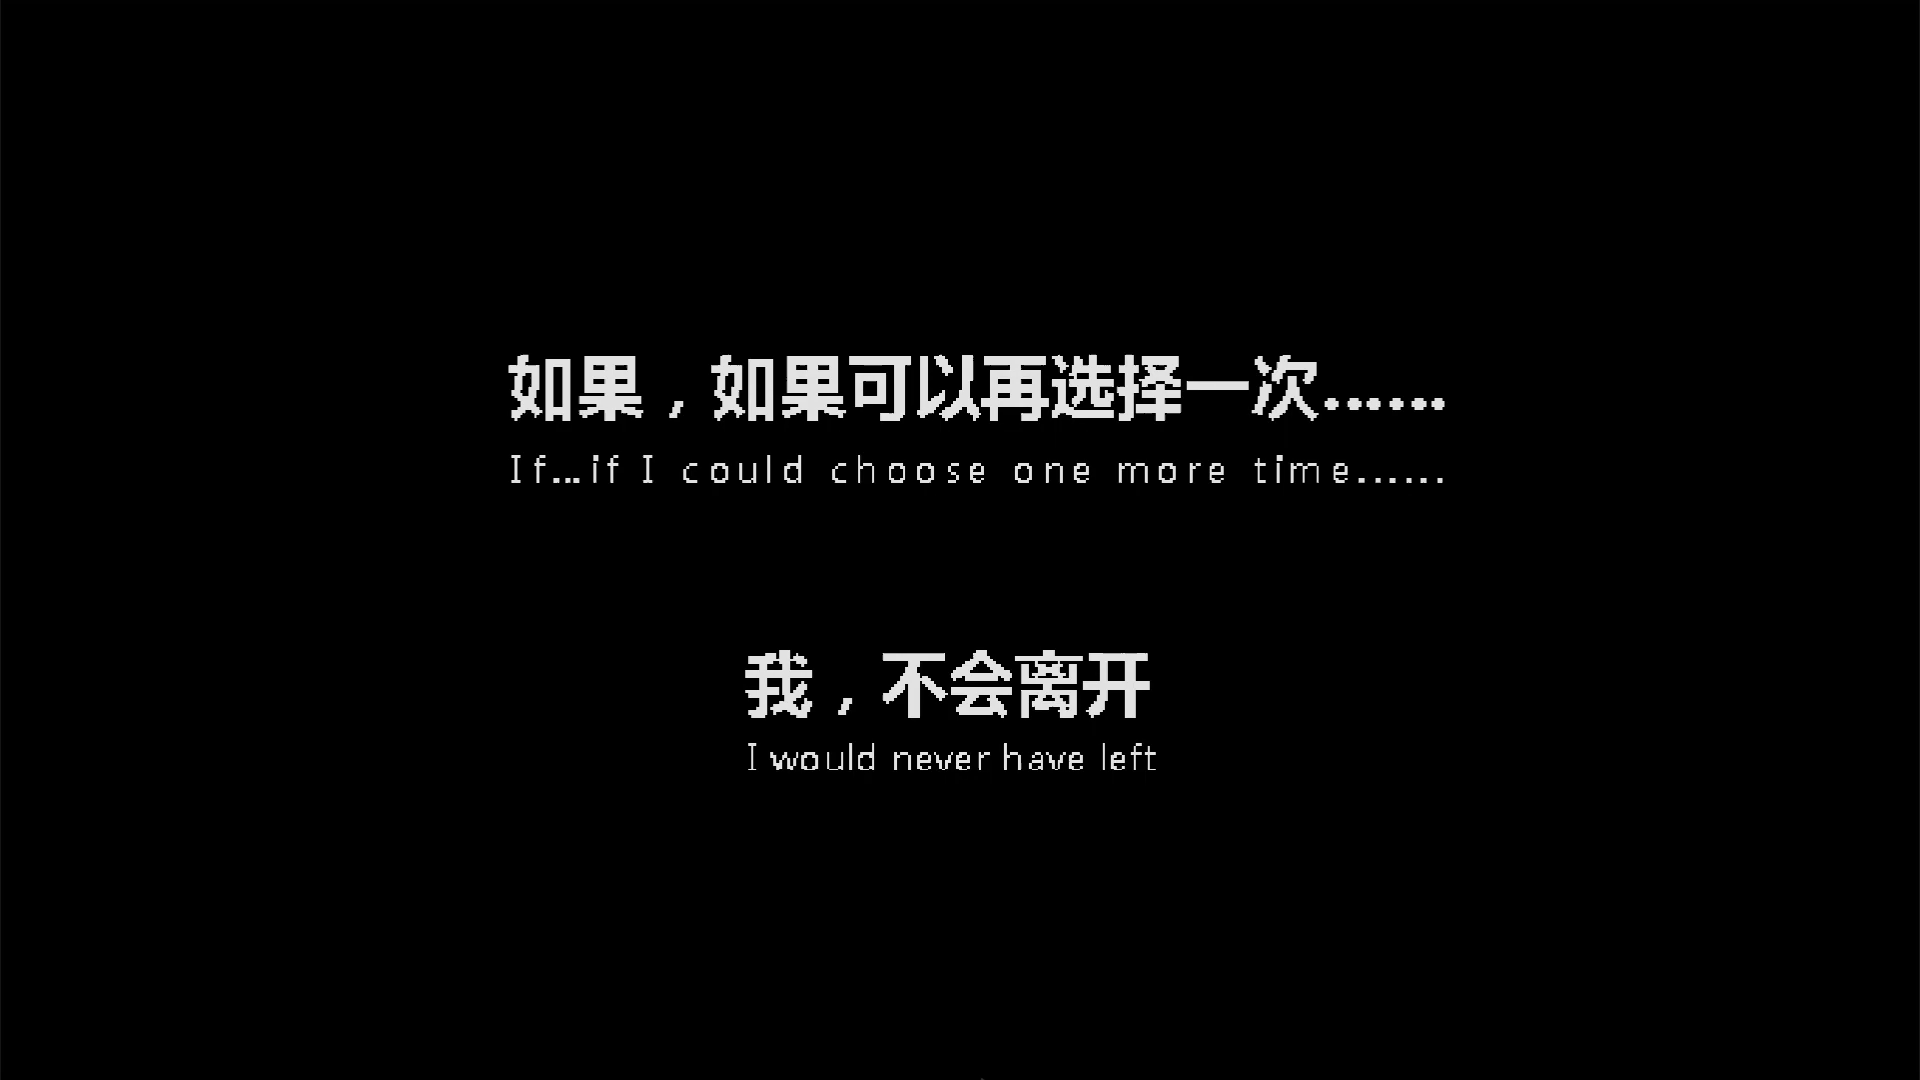 如果，如果可以再选择一次......
If...if I could choose one more time......
我，不会离开
I would never have left